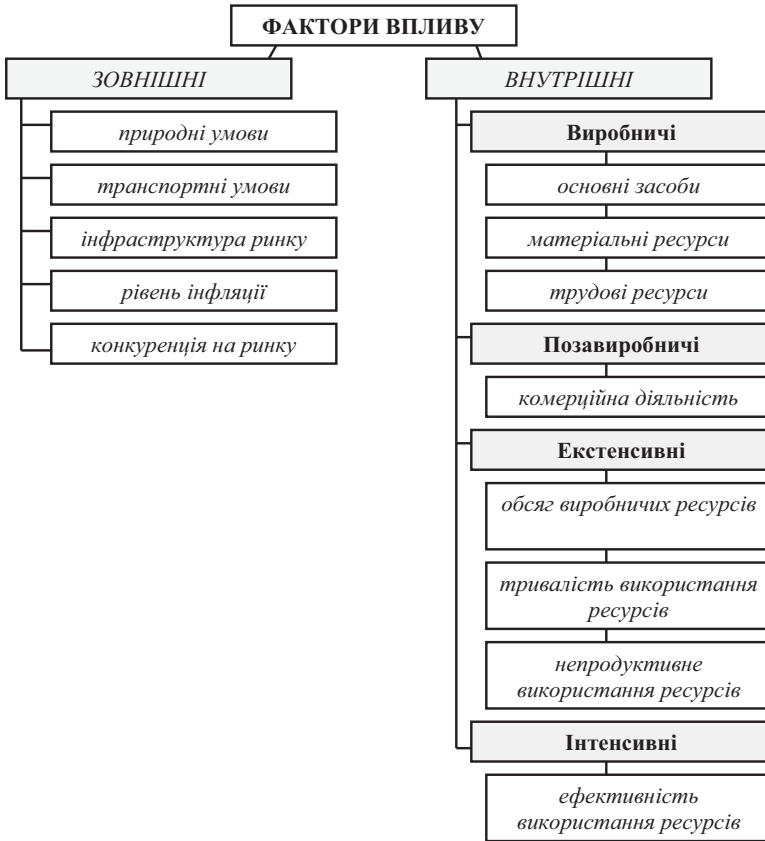 ФАКТОРИ ВПЛИВУ
ЗОВНІШНІ
природні умови
транспортні умови
інфраструктура ринку
рівень інфляції
конкуренція на ринку
ВНУТРІШНІ
Виробничі
основні засоби
матеріальні ресурси
трудові ресурси
Позавиробничі
комерційна діяльність
Екстенсивні
обсяг виробничих ресурсів
тривалість використання
ресурсів
непродуктивне
використання ресурсів
Інтенсивні
ефективність
використання ресурсів